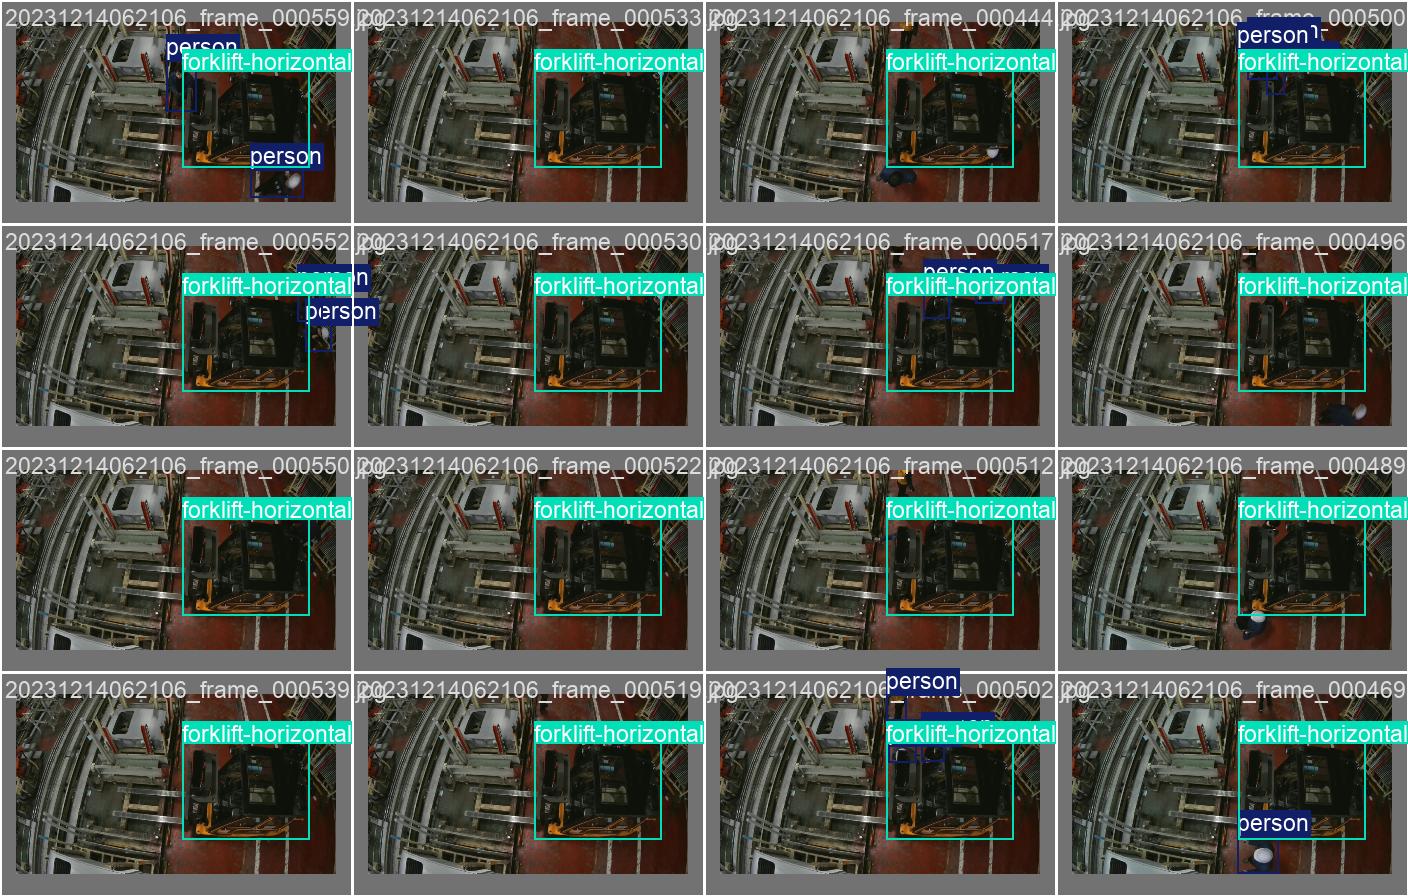 20231214062106_frame_000559.jpg
20231214062106_frame_000533.jpg
20231214062106_frame_000444.jpg
20231214062106_frame_000500
person
person
forklift-horizontal
person
forklift-horizontal
forklift-horizontal
forklift-horizontal
20231214062106_frame_000552.jpg
20231214062106_frame_000530.jpg
20231214062106_frame_000517.jpg
20231214062106_frame_000496
person
forklift-horizontal
person
forklift-horizontal
person
forklift-horizontal
forklift-horizontal
20231214062106_frame_000550.jpg
20231214062106_frame_000522.jpg
20231214062106_frame_000512.jpg
20231214062106_frame_000489
forklift-horizontal
forklift-horizontal
forklift-horizontal
forklift-horizontal
20231214062106_frame_000539.jpg
20231214062106_frame_000519.jpg
20231214062106_frame_000502.jpg
20231214062106_frame_000469
person
forklift-horizontal
forklift-horizontal
forklift-horizontal
forklift-horizontal
person